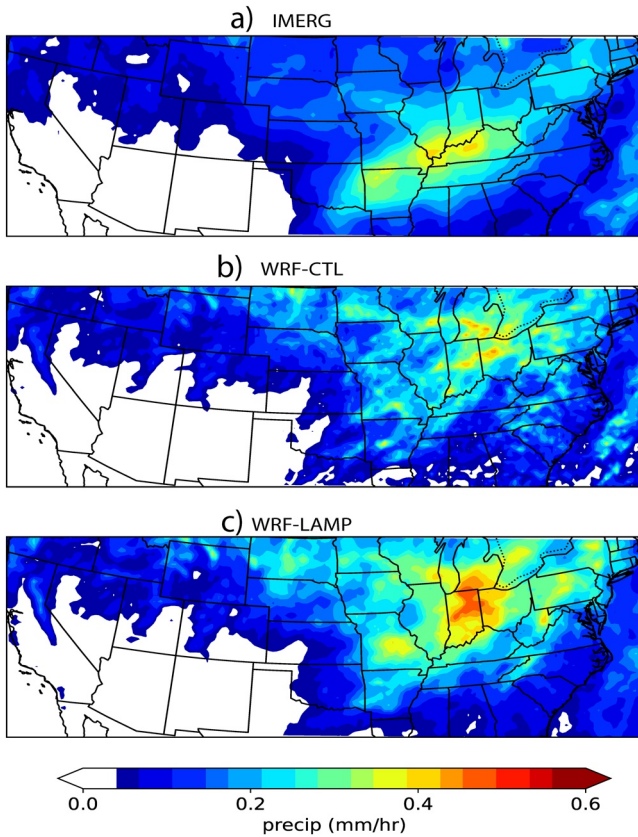 a) IMERG
b) WRF-CTL
c) WRF-LAMP
0.0 0.2 0.4 0.6
precip (mm/hr)